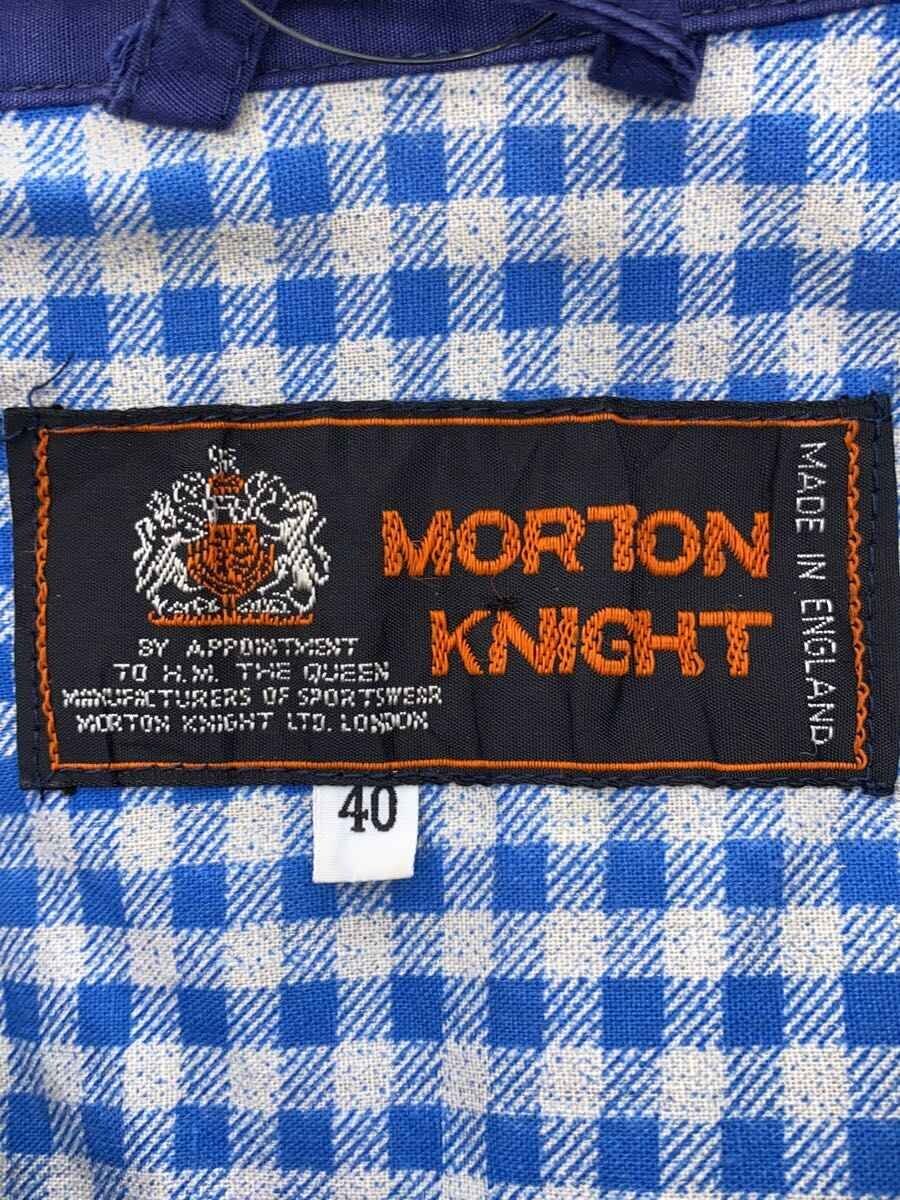 MORTON
KNIGHT
BY APPOINTMENT
TO H.M. THE QUEEN
MANUFACTURERS OF SPORTSWEAR
MORTON KNIGHT LTD. LONDON
MADE IN ENGLAND
40